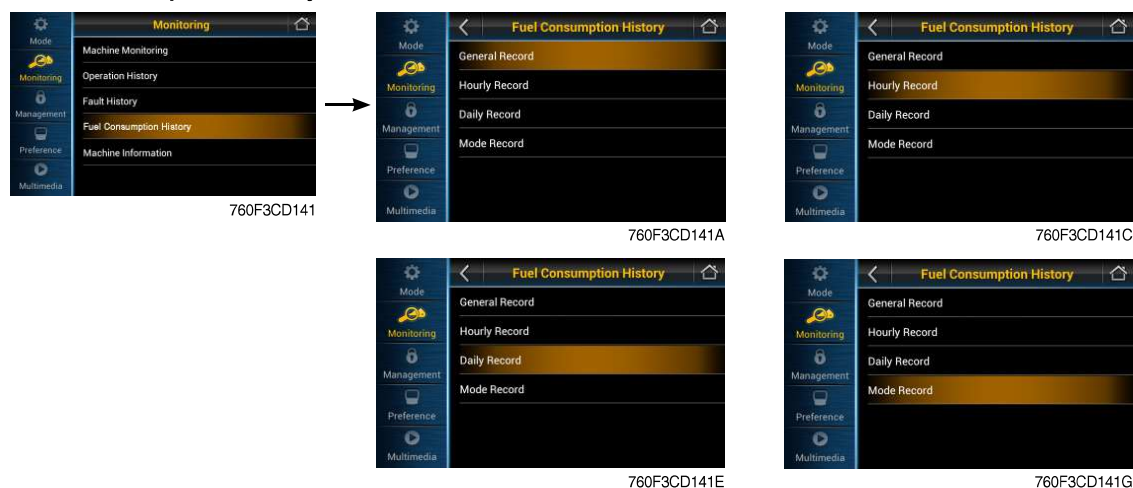 Monitoring
Mode
Monitoring
Management
Preference
Multimedia
Machine Monitoring
Operation History
Fault History
Fuel Consumption History
Machine Information
760F3CD141
Fuel Consumption History
Mode
Monitoring
Management
Preference
Multimedia
General Record
Hourly Record
Daily Record
Mode Record
760F3CD141A
Fuel Consumption History
Mode
Monitoring
Management
Preference
Multimedia
General Record
Hourly Record
Daily Record
Mode Record
760F3CD141C
Fuel Consumption History
Mode
Monitoring
Management
Preference
Multimedia
General Record
Hourly Record
Daily Record
Mode Record
760F3CD141E
Fuel Consumption History
Mode
Monitoring
Management
Preference
Multimedia
General Record
Hourly Record
Daily Record
Mode Record
760F3CD141G